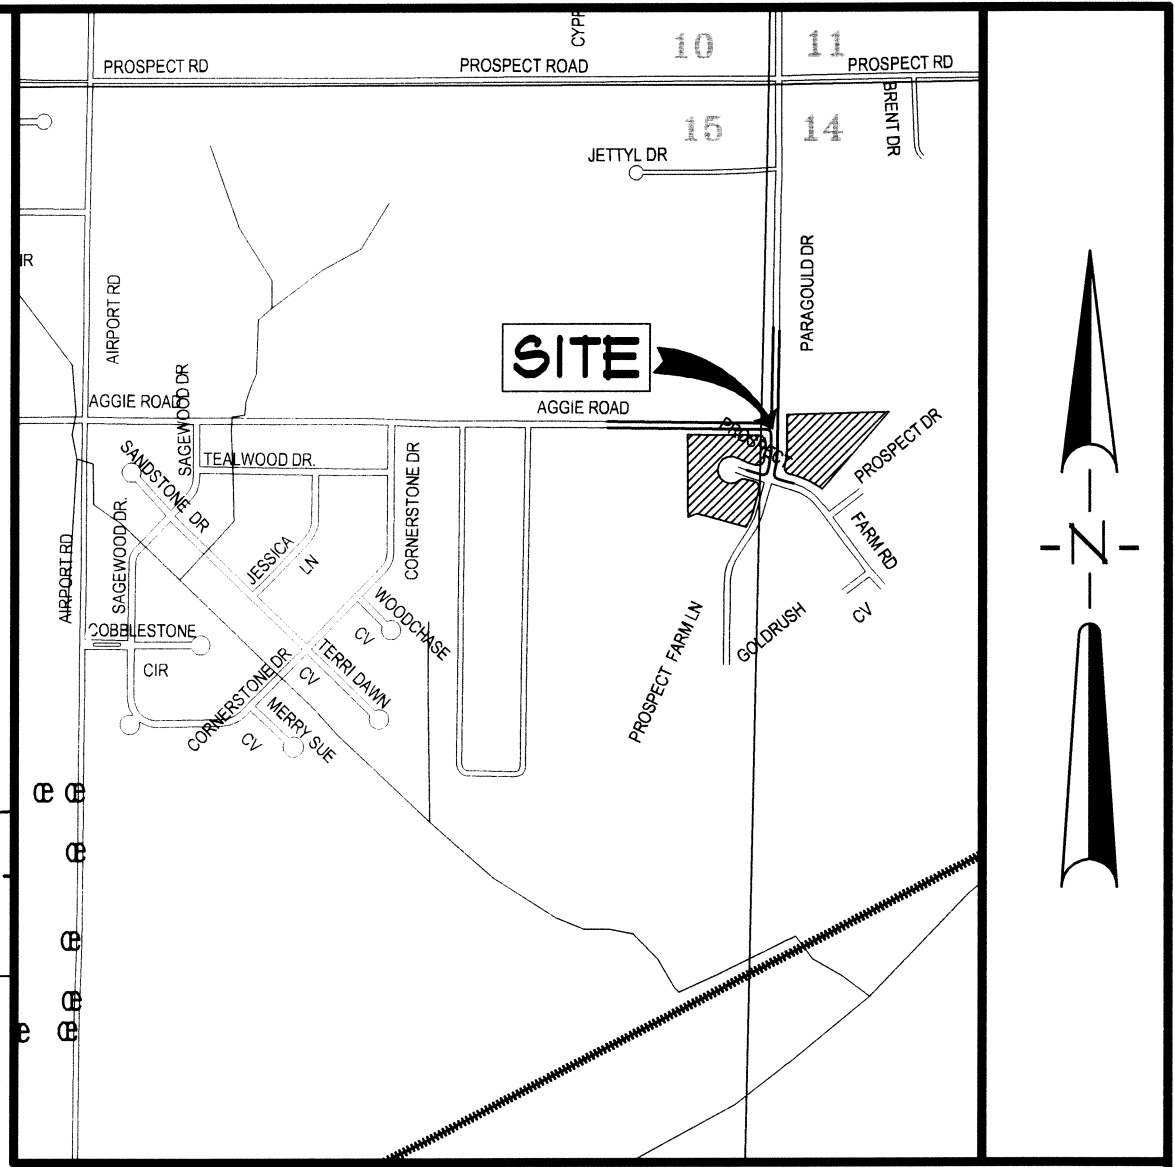 CYPR
10
11
PROSPECT RD
PROSPECT ROAD
PROSPECT RD
BRENT DR
15
14
JETTYL DR
IR
PARAGOULD DR
AIRPORT RD
SITE
SAGEWOOD DR
AGGIE ROAD
AGGIE ROAD
PROSPECT
PROSPECT DR
SANDSTONE DR
TEALWOOD DR.
CORNERSTONE DR
FARM RD
SAGEWOOD DR.
AIRPORT RD
JESSICA
LN
WOODCHASE
CV
GOLDRUSH
CV
PROSPECT FARM LN
COBBLESTONE
CIR
TERRI DAWN
CV
CORNERSTONE DR
MERRY SUE
CV
N
Œ Œ
Œ
Œ
Œ
Œ Œ